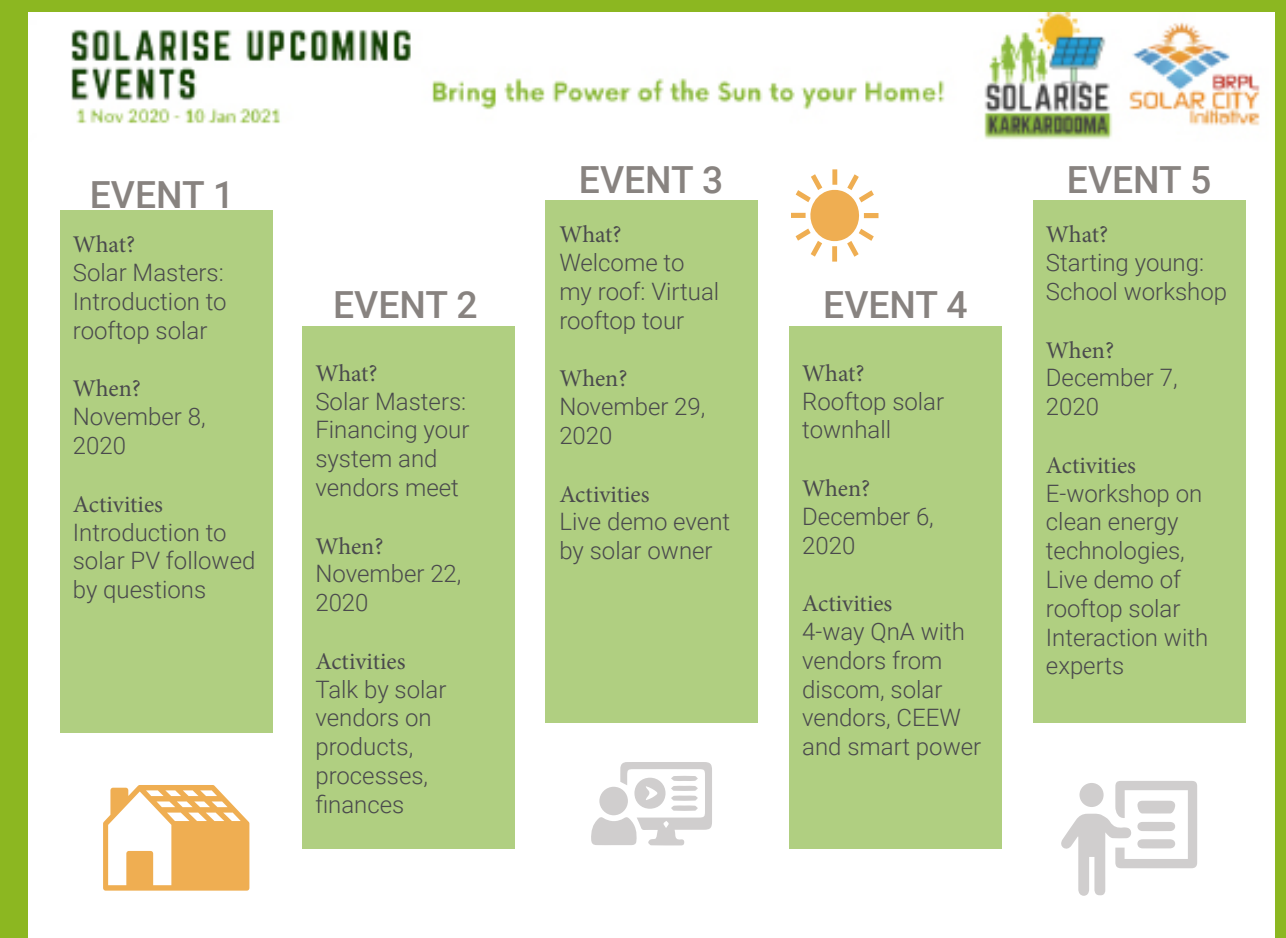 SOLARISE UPCOMING
EVENTS
1 Nov 2020 - 10 Jan 2021
Bring the Power of the Sun to your Home!
SOLARISE
KARKARDOOMA
BRPL
SOLAR CITY
Initiative
EVENT 1
What?
Solar Masters:
Introduction to
rooftop solar
When?
November 8,
2020
Activities
Introduction to
solar PV followed
by questions
EVENT 2
What?
Solar Masters:
Financing your
system and
vendors meet
When?
November 22,
2020
Activities
Talk by solar
vendors on
products,
processes,
finances
EVENT 3
What?
Welcome to
my roof: Virtual
rooftop tour
When?
November 29,
2020
Activities
Live demo event
by solar owner
EVENT 4
What?
Rooftop solar
townhall
When?
December 6,
2020
Activities
4-way QnA with
vendors from
discom, solar
vendors, CEEW
and smart power
EVENT 5
What?
Starting young:
School workshop
When?
December 7,
2020
Activities
E-workshop on
clean energy
technologies,
Live demo of
rooftop solar
Interaction with
experts